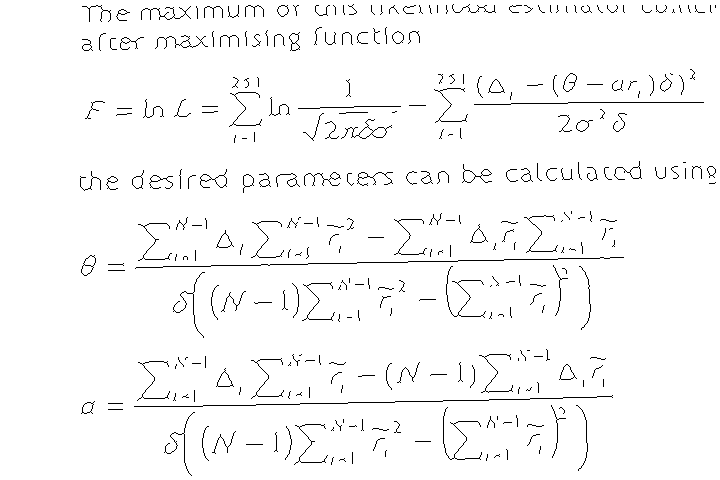 The maximum of this likelihood estimator
after maximising function
F = ln L = \sum_{i=1}^{251} ln \frac{1}{\sqrt{2\pi\delta}\sigma} - \sum_{i=1}^{251} \frac{(\Delta_i - (\theta - ar_i)\delta)^2}{2\sigma^2\delta}
the desired parameters can be calculated using
\theta = \frac{\sum_{i=1}^{N-1} \Delta_i \sum_{i=1}^{N-1} \tilde{r}_i^2 - \sum_{i=1}^{N-1} \Delta_i \tilde{r}_i \sum_{i=1}^{N-1} \tilde{r}_i}{\delta\left((N-1)\sum_{i=1}^{N-1} \tilde{r}_i^2 - \left(\sum_{i=1}^{N-1} \tilde{r}_i\right)^2\right)}
a = \frac{\sum_{i=1}^{N-1} \Delta_i \sum_{i=1}^{N-1} \tilde{r}_i - (N-1)\sum_{i=1}^{N-1} \Delta_i \tilde{r}_i}{\delta\left((N-1)\sum_{i=1}^{N-1} \tilde{r}_i^2 - \left(\sum_{i=1}^{N-1} \tilde{r}_i\right)^2\right)}